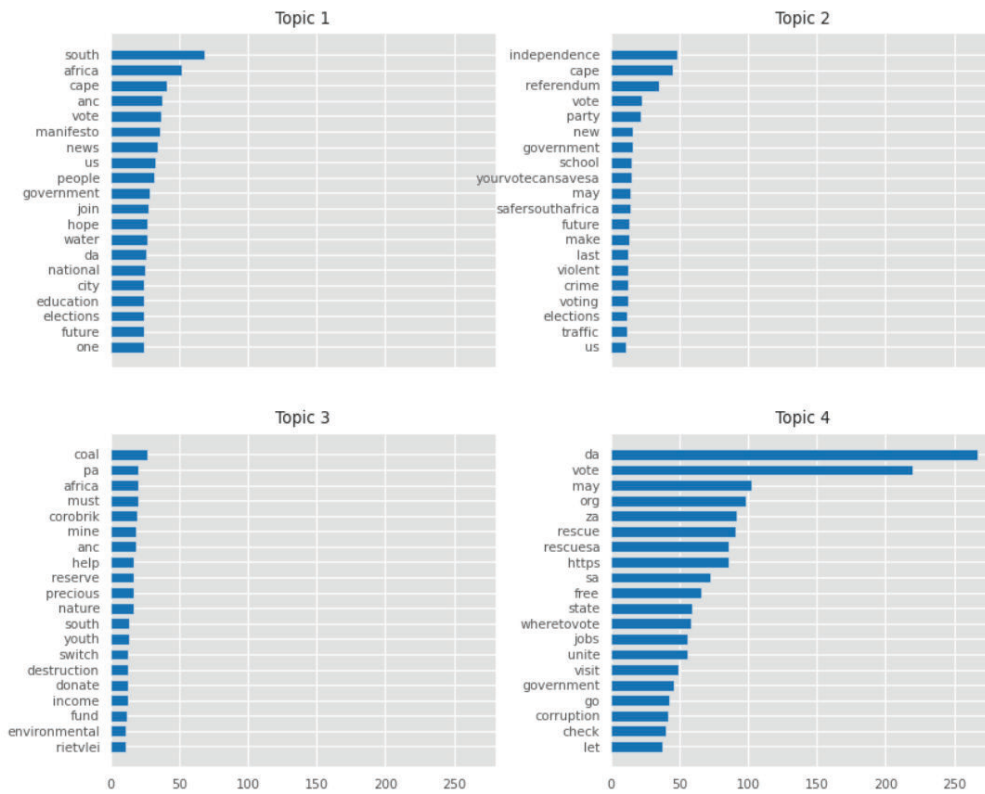 Topic 1
south
africa
cape
anc
vote
manifesto
news
us
people
government
join
hope
water
da
national
city
education
elections
future
one
Topic 2
independence
cape
referendum
vote
party
new
government
school
yourvotecansavesa
may
safersouthafrica
future
make
last
violent
crime
voting
elections
traffic
us
Topic 3
coal
pa
africa
must
corobrik
mine
anc
help
reserve
precious
nature
south
youth
switch
destruction
donate
income
fund
environmental
rietvlei
0 50 100 150 200 250
Topic 4
da
vote
may
org
za
rescue
rescuesa
https
sa
free
state
wheretovote
jobs
unite
visit
government
go
corruption
check
let
0 50 100 150 200 250